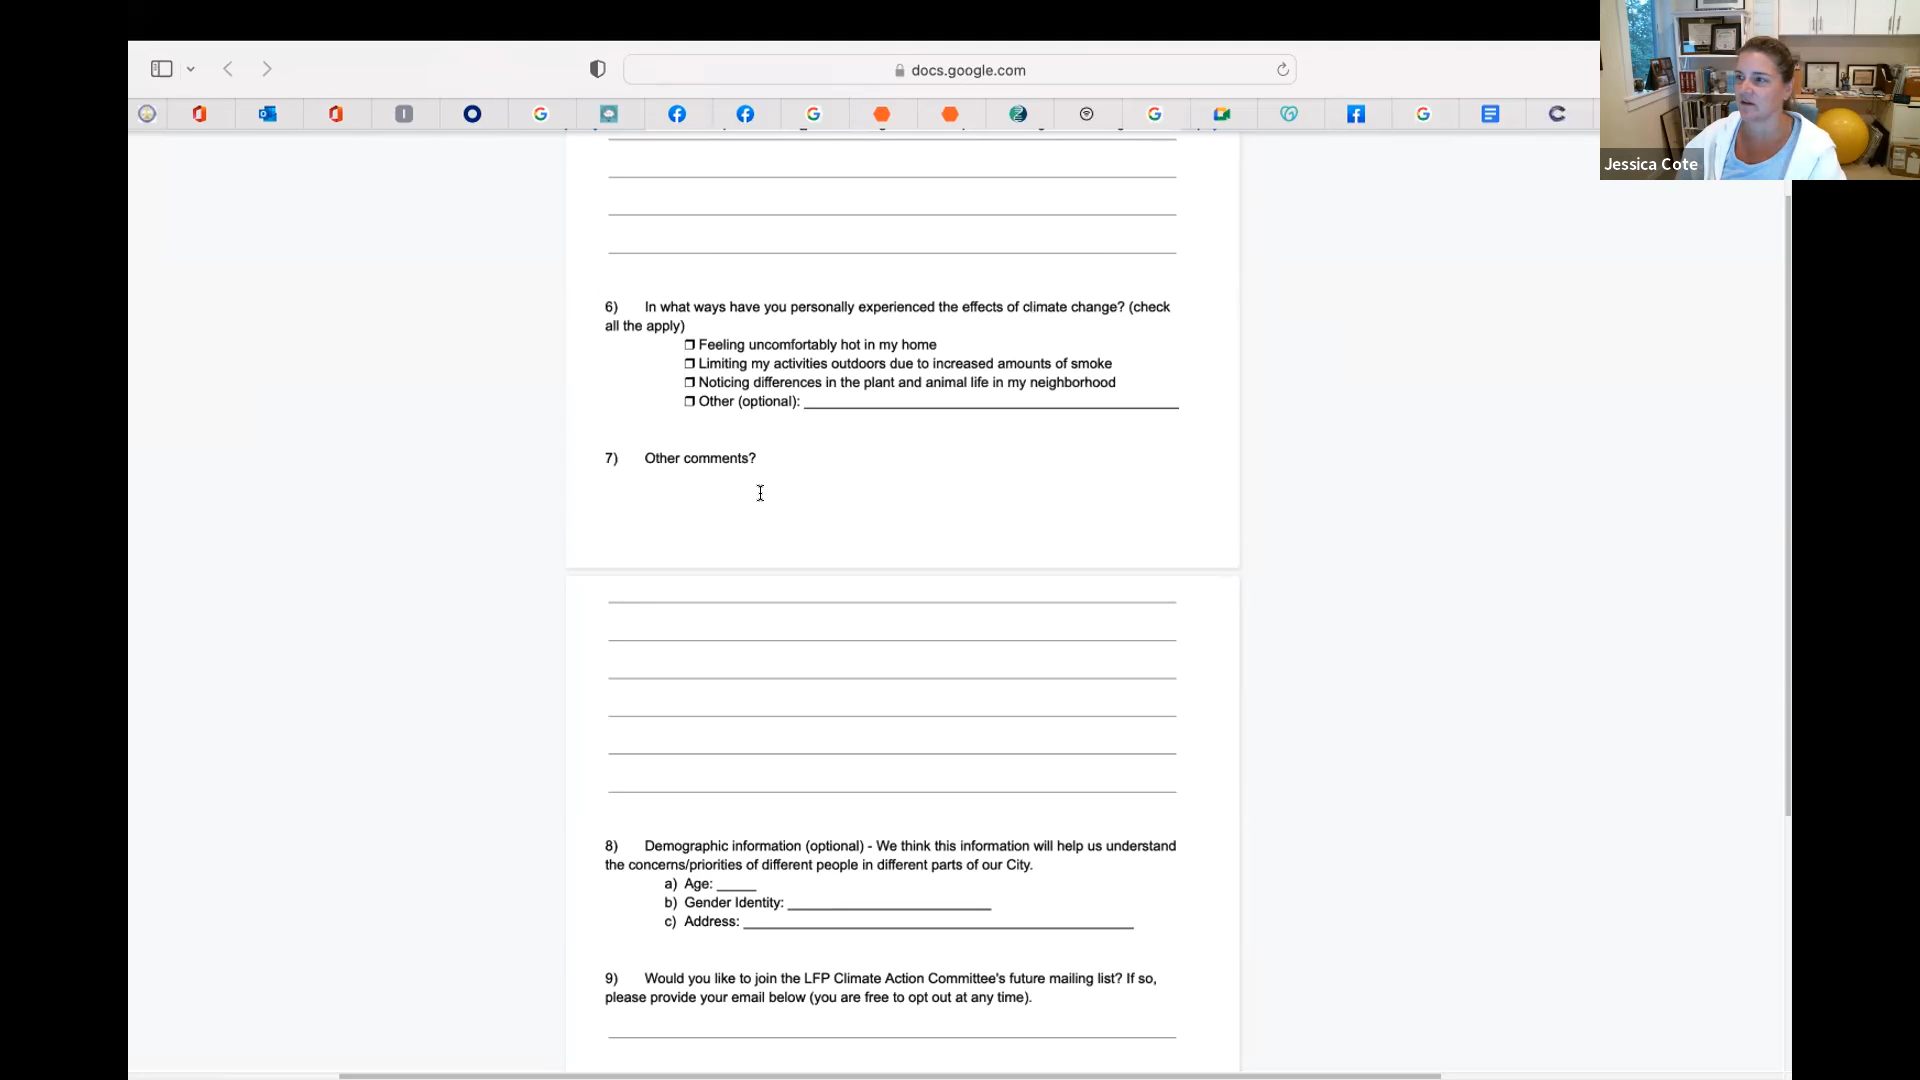 docs.google.com
Jessica Cote
6) In what ways have you personally experienced the effects of climate change? (check
all the apply)
❒ Feeling uncomfortably hot in my home
❒ Limiting my activities outdoors due to increased amounts of smoke
❒ Noticing differences in the plant and animal life in my neighborhood
❒ Other (optional):
7) Other comments?
8) Demographic information (optional) - We think this information will help us understand
the concerns/priorities of different people in different parts of our City.
a) Age:
b) Gender Identity:
c) Address:
9) Would you like to join the LFP Climate Action Committee's future mailing list? If so,
please provide your email below (you are free to opt out at any time).